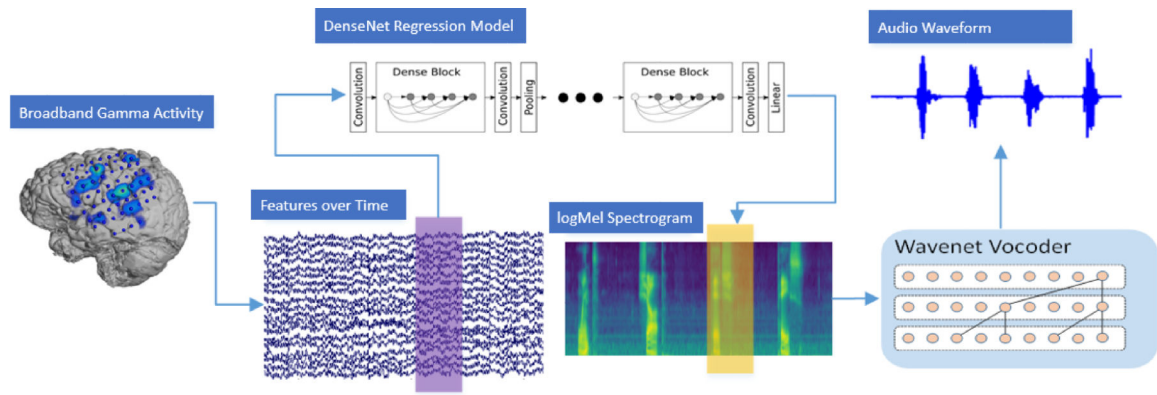 DenseNet Regression Model
Audio Waveform
Broadband Gamma Activity
Convolution
Dense Block
Convolution
Pooling
Dense Block
Convolution
Linear
Features over Time
logMel Spectrogram
Wavenet Vocoder